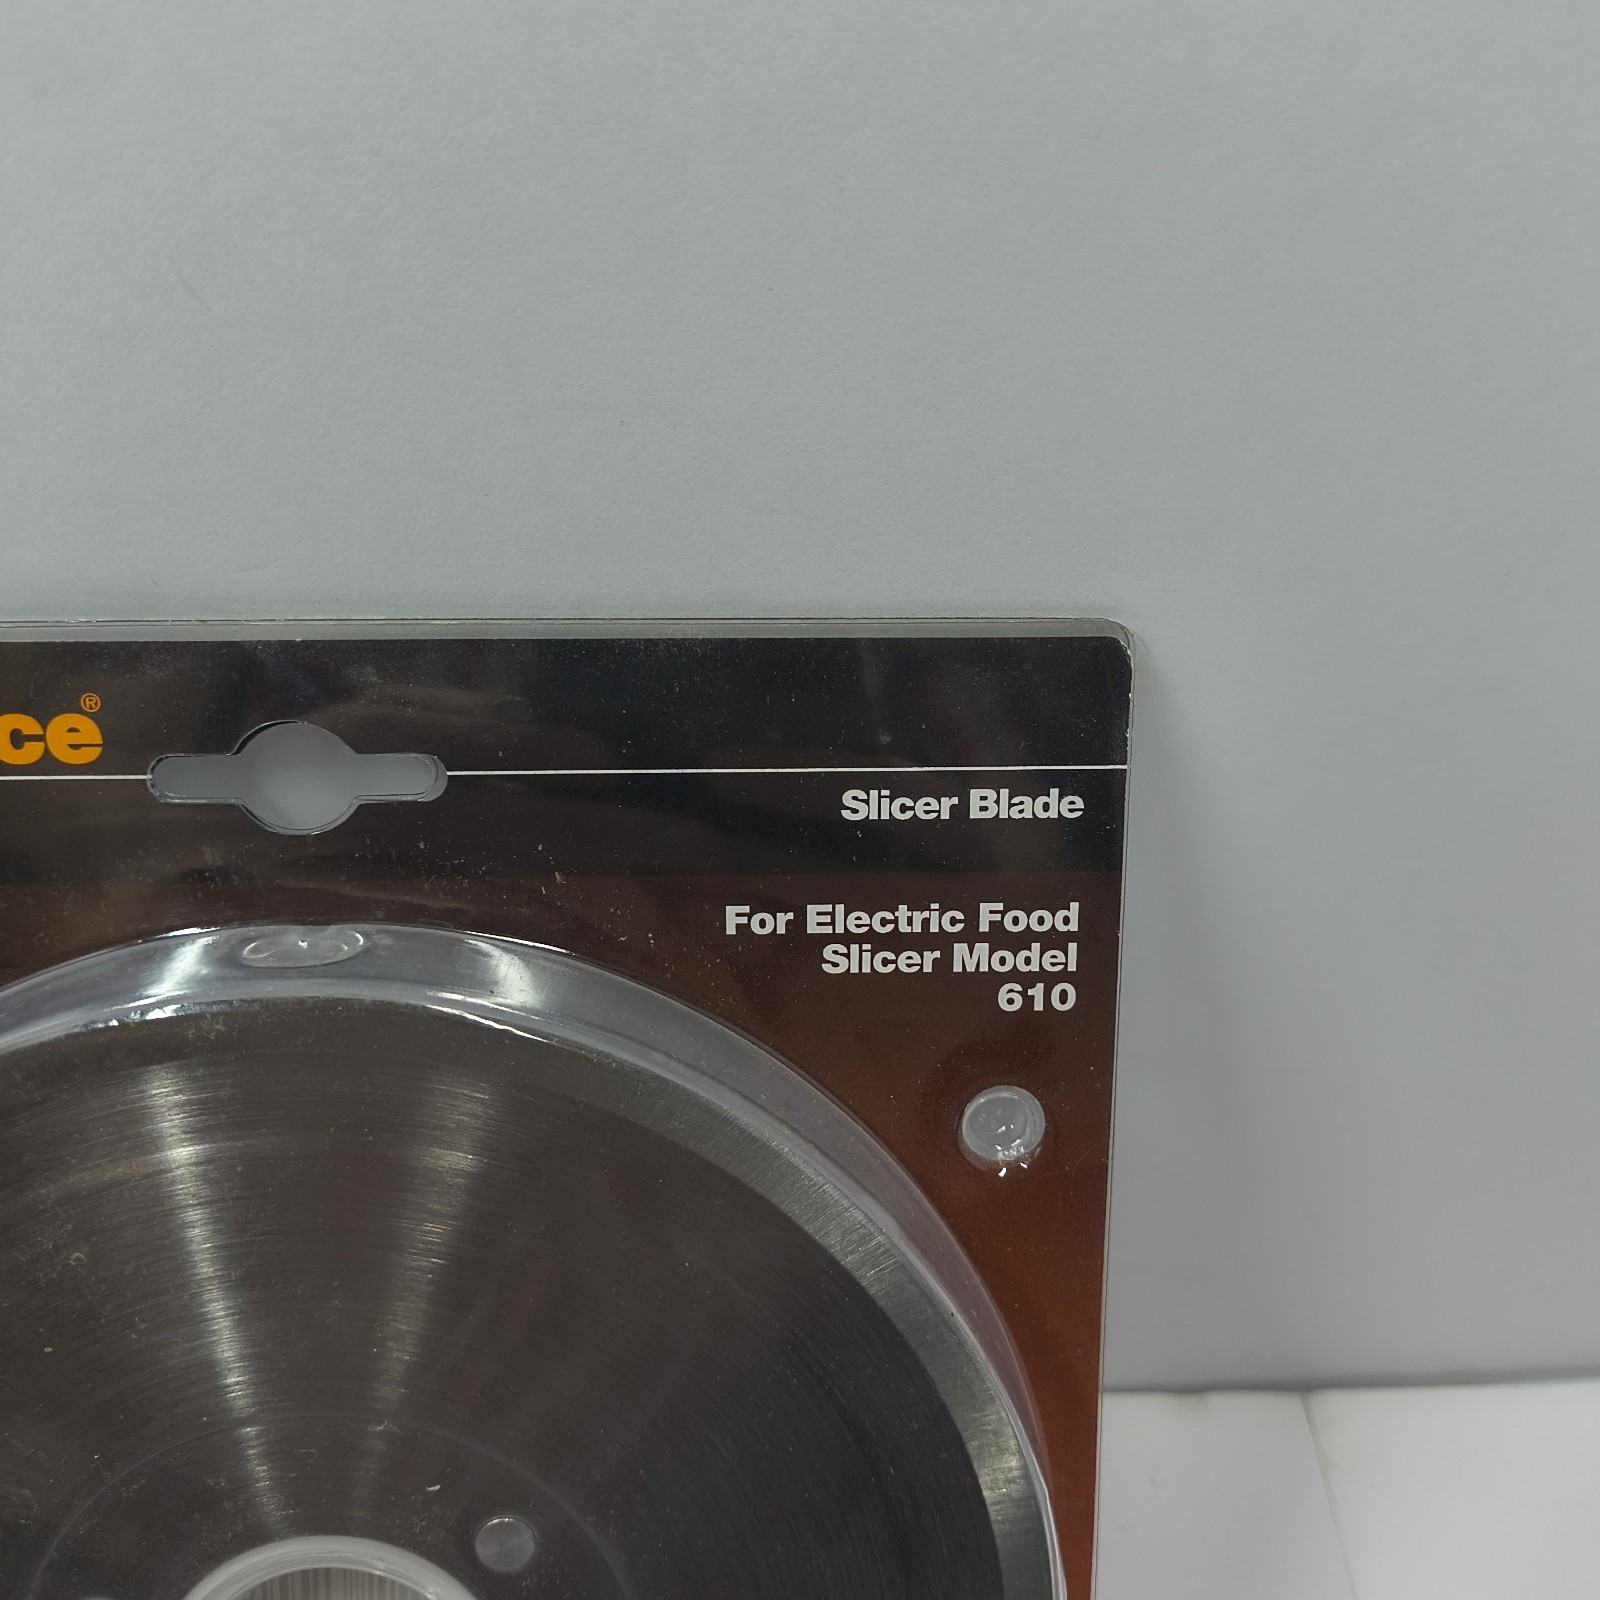 ce®
Slicer Blade
For Electric Food
Slicer Model
610